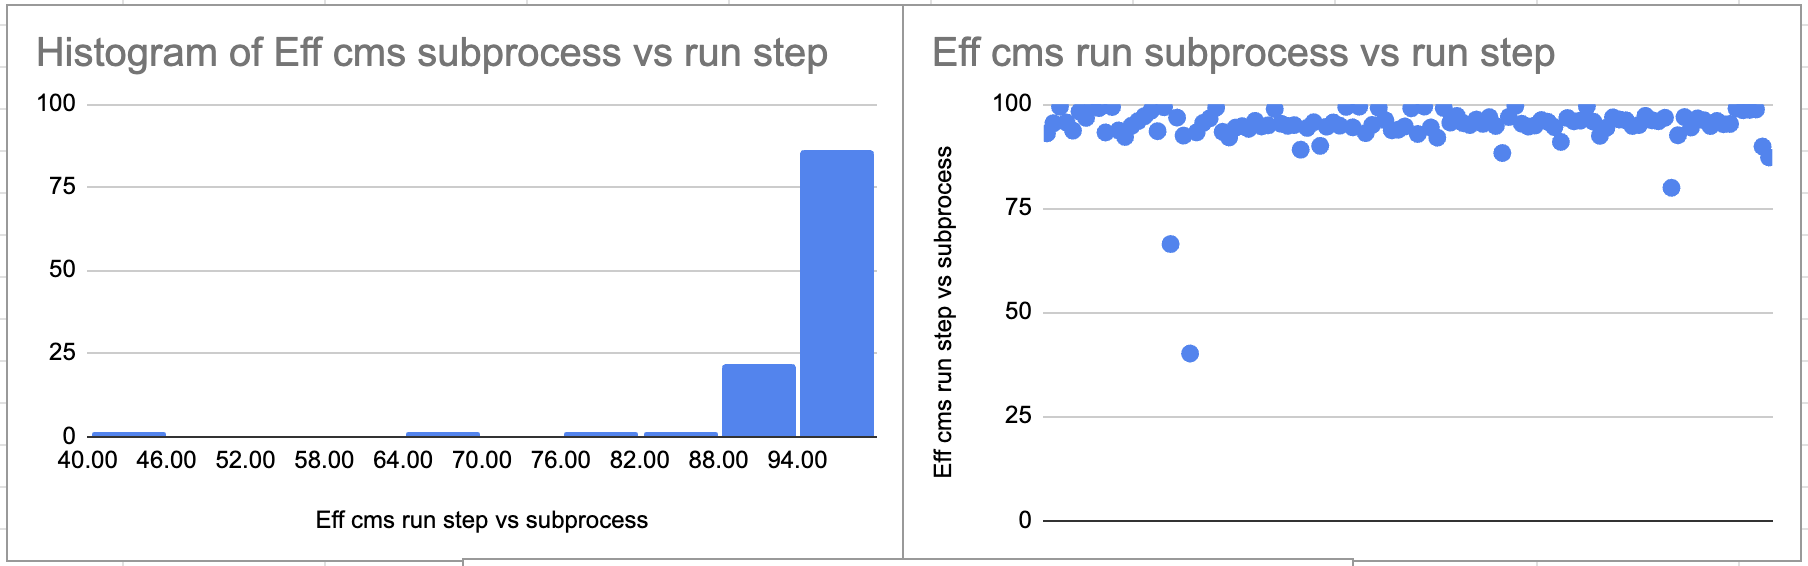 Histogram of Eff cms subprocess vs run step
100
75
50
25
0
40.00 46.00 52.00 58.00 64.00 70.00 76.00 82.00 88.00 94.00
Eff cms run step vs subprocess
Eff cms run subprocess vs run step
Eff cms run step vs subprocess
100
75
50
25
0